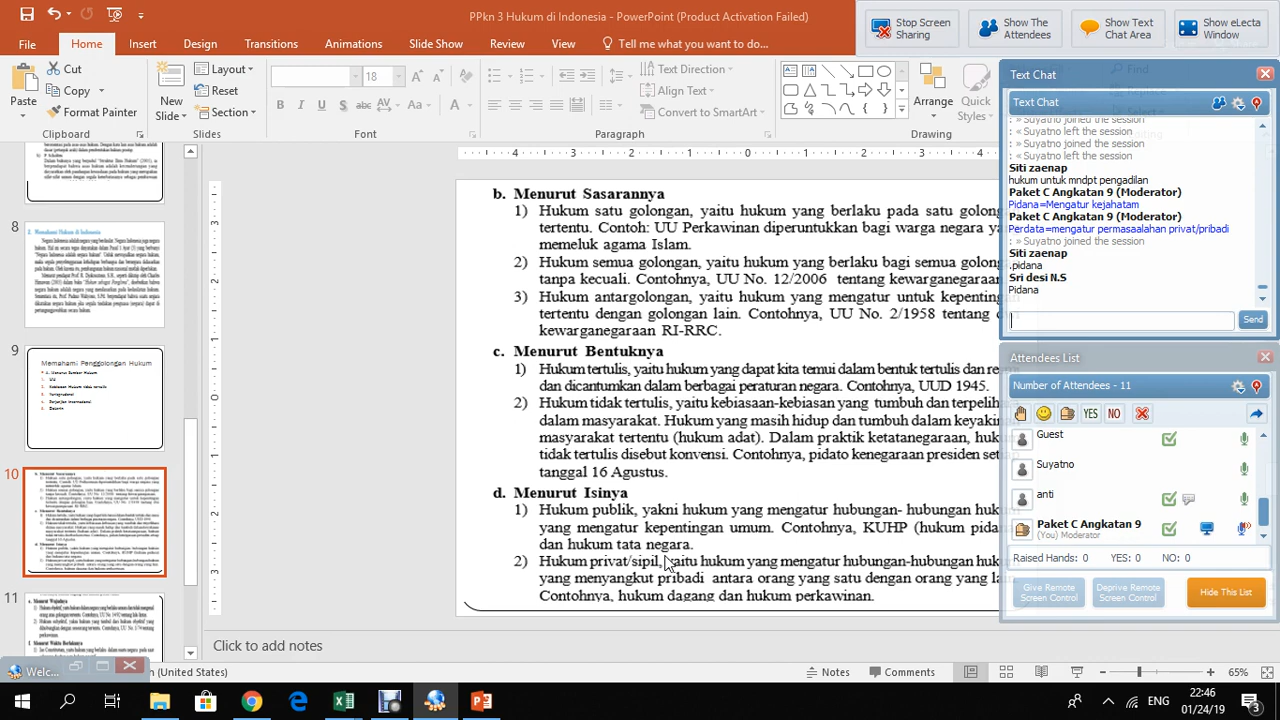 PPkn 3 Hukum di Indonesia - PowerPoint (Product Activation Failed)
Stop Screen Sharing
Show The Attendees
Show Text Chat Area
Show eLecta Window
File Home Insert Design Transitions Animations Slide Show Review View Tell me what you want to do...
Paste
Cut
Copy
Format Painter
Clipboard
New Slide
Layout
Reset
Section
Slides
18
Font
Text Direction
Align Text
Convert to SmartArt
Paragraph
Arrange
Quick Styles
Drawing
Find
Replace
Text Chat
Text Chat
: » Suyatno joined the session
: « Suyatno left the session
: » Suyatno joined the session
: « Suyatno left the session
Siti zaenap
hukum untuk mndpt pengadilan
Paket C Angkatan 9 (Moderator)
Pidana=Mengatur kejahatam
Paket C Angkatan 9 (Moderator)
Perdata=mengatur permasaalahan privat/pribadi
: » Suyatno joined the session
Siti zaenap
.pidana
Sri desi N.S
Pidana
Send
Attendees List
Number of Attendees - 11
YES NO
Guest
Suyatno
anti
Paket C Angkatan 9
(You) Moderator
Raised Hands: 0 YES: 0 NO: 0
Give Remote Screen Control
Deprive Remote Screen Control
Hide This List
8
9
Memahami Penggolongan Hukum
10
11
b. Menurut Sasarannya
1) Hukum satu golongan, yaitu hukum yang berlaku pada satu golong
tertentu. Contoh: UU Perkawinan diperuntukkan bagi warga negara ya
memeluk agama Islam.
2) Hukum semua golongan, yaitu hukum yang berlaku bagi semua golong
tanpa kecuali. Contohnya, UU No. 12/2006 tentang kewarganegaraan
3) Hukum antargolongan, yaitu hukum yang mengatur untuk kepenting
tertentu dengan golongan lain. Contohnya, UU No. 2/1958 tentang
kewarganegaraan RI-RRC.
c. Menurut Bentuknya
1) Hukum tertulis, yaitu hukum yang dapat kita temui dalam bentuk tertulis dan re
dan dicantumkan dalam berbagai peraturan negara. Contohnya, UUD 1945.
2) Hukum tidak tertulis, yaitu kebiasaan-kebiasaan yang tumbuh dan terpelih
dalam masyarakat. Hukum yang masih hidup dan tumbuh dalam keyaki
masyarakat tertentu (hukum adat). Dalam praktik ketatanegaraan, huku
tidak tertulis disebut konvensi. Contohnya, pidato kenegaraan presiden seti
tanggal 16 Agustus.
d. Menurut Isinya
1) Hukum publik, yakni hukum yang mengatur hubungan- hubungan huku
yang mengatur kepentingan umum. Contohnya, KUHP (hukum pida
dan hukum tata negara.
2) Hukum privat/sipil, yaitu hukum yang mengatur hubungan-hubungan huk
yang menyangkut pribadi antara orang yang satu dengan orang yang la
Contohnya, hukum dagang dan hukum perkawinan.
Click to add notes
Welc...
(United States)
Notes
Comments
65%
ENG
22:46
01/24/19
3